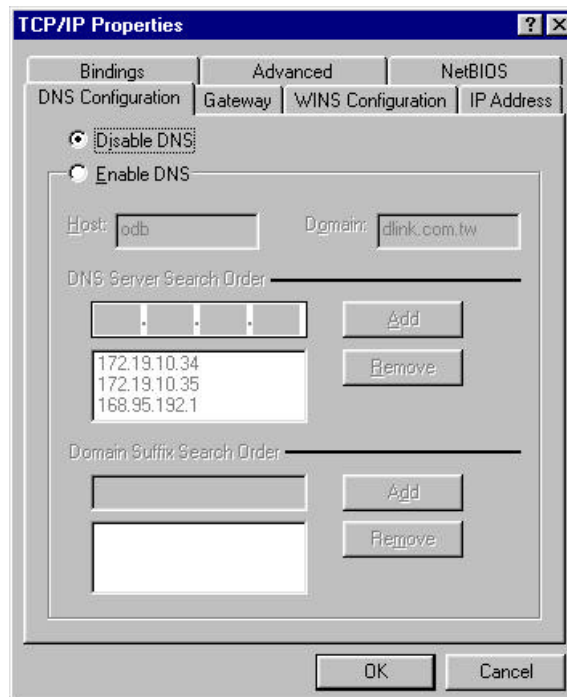 TCP/IP Properties
Bindings Advanced NetBIOS
DNS Configuration Gateway WINS Configuration IP Address
Disable DNS
Enable DNS
Host: odb Domain: dlink.com.tw
DNS Server Search Order
. . . Add
172.19.10.34
172.19.10.35
168.95.192.1
Remove
Domain Suffix Search Order
Add
Remove
OK Cancel